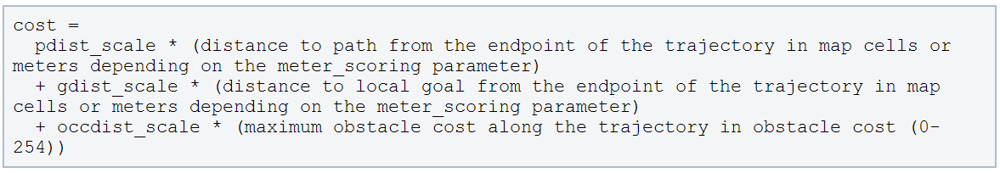 cost =
  pdist_scale * (distance to path from the endpoint of the trajectory in map cells or
meters depending on the meter_scoring parameter)
  + gdist_scale * (distance to local goal from the endpoint of the trajectory in map
cells or meters depending on the meter_scoring parameter)
  + occdist_scale * (maximum obstacle cost along the trajectory in obstacle cost (0-
254))